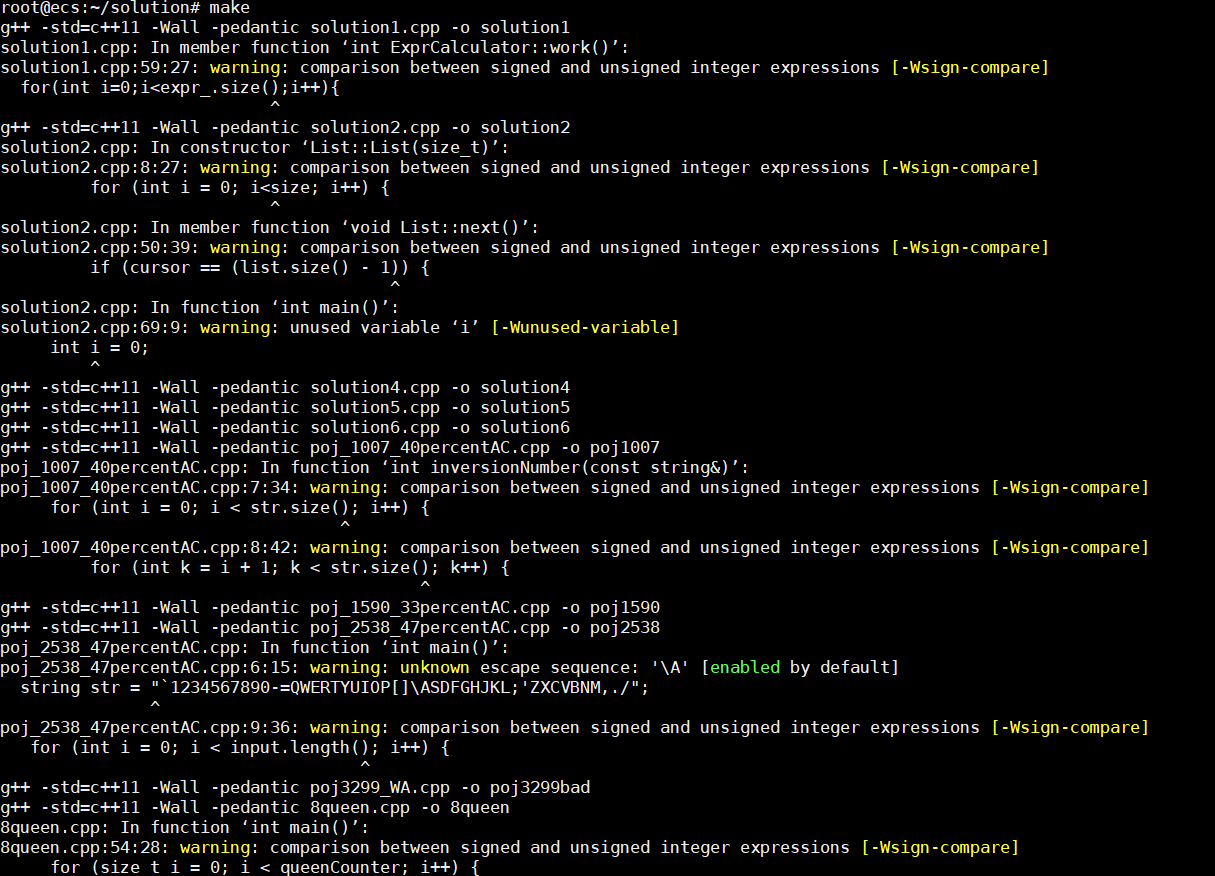 root@ecs:~/solution# make
g++ -std=c++11 -Wall -pedantic solution1.cpp -o solution1
solution1.cpp: In member function ‘int ExprCalculator::work()’:
solution1.cpp:59:27: warning: comparison between signed and unsigned integer expressions [-Wsign-compare]
  for(int i=0;i<expr_.size();i++){
                           ^
g++ -std=c++11 -Wall -pedantic solution2.cpp -o solution2
solution2.cpp: In constructor ‘List::List(size_t)’:
solution2.cpp:8:27: warning: comparison between signed and unsigned integer expressions [-Wsign-compare]
         for (int i = 0; i<size; i++) {
                           ^
solution2.cpp: In member function ‘void List::next()’:
solution2.cpp:50:39: warning: comparison between signed and unsigned integer expressions [-Wsign-compare]
         if (cursor == (list.size() - 1)) {
                                       ^
solution2.cpp: In function ‘int main()’:
solution2.cpp:69:9: warning: unused variable ‘i’ [-Wunused-variable]
     int i = 0;
         ^
g++ -std=c++11 -Wall -pedantic solution4.cpp -o solution4
g++ -std=c++11 -Wall -pedantic solution5.cpp -o solution5
g++ -std=c++11 -Wall -pedantic solution6.cpp -o solution6
g++ -std=c++11 -Wall -pedantic poj_1007_40percentAC.cpp -o poj1007
poj_1007_40percentAC.cpp: In function ‘int inversionNumber(const string&)’:
poj_1007_40percentAC.cpp:7:34: warning: comparison between signed and unsigned integer expressions [-Wsign-compare]
     for (int i = 0; i < str.size(); i++) {
                                  ^
poj_1007_40percentAC.cpp:8:42: warning: comparison between signed and unsigned integer expressions [-Wsign-compare]
         for (int k = i + 1; k < str.size(); k++) {
                                          ^
g++ -std=c++11 -Wall -pedantic poj_1590_33percentAC.cpp -o poj1590
g++ -std=c++11 -Wall -pedantic poj_2538_47percentAC.cpp -o poj2538
poj_2538_47percentAC.cpp: In function ‘int main()’:
poj_2538_47percentAC.cpp:6:15: warning: unknown escape sequence: '\A' [enabled by default]
  string str = "`1234567890-=QWERTYUIOP[]\ASDFGHJKL;'ZXCVBNM,./";
               ^
poj_2538_47percentAC.cpp:9:36: warning: comparison between signed and unsigned integer expressions [-Wsign-compare]
   for (int i = 0; i < input.length(); i++) {
                                    ^
g++ -std=c++11 -Wall -pedantic poj3299_WA.cpp -o poj3299bad
g++ -std=c++11 -Wall -pedantic 8queen.cpp -o 8queen
8queen.cpp: In function ‘int main()’:
8queen.cpp:54:28: warning: comparison between signed and unsigned integer expressions [-Wsign-compare]
     for (size_t i = 0; i < queenCounter; i++) {